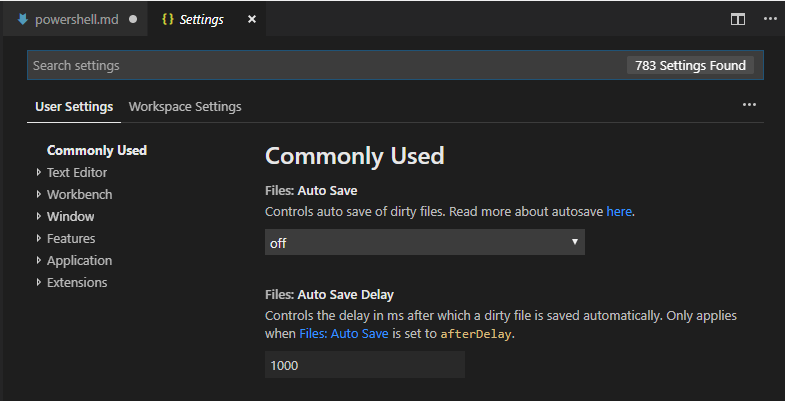 powershell.md
Settings
Search settings
783 Settings Found
User Settings
Workspace Settings
Commonly Used
Text Editor
Workbench
Window
Features
Application
Extensions
Commonly Used
Files: Auto Save
Controls auto save of dirty files. Read more about autosave here.
off
Files: Auto Save Delay
Controls the delay in ms after which a dirty file is saved automatically. Only applies
when Files: Auto Save is set to afterDelay.
1000